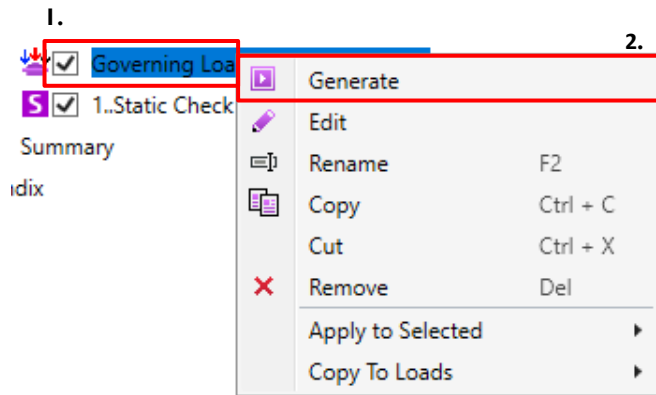 1.
2.
Governing Loa
Generate
1..Static Check
Edit
Summary
Rename F2
ndix
Copy Ctrl + C
Cut Ctrl + X
Remove Del
Apply to Selected
Copy To Loads